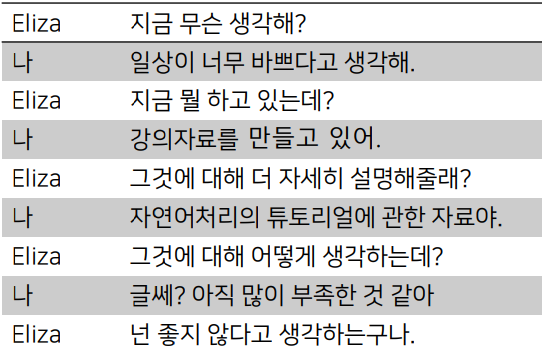 Eliza 지금 무슨 생각해?
나 일상이 너무 바쁘다고 생각해.
Eliza 지금 뭘 하고 있는데?
나 강의자료를 만들고 있어.
Eliza 그것에 대해 더 자세히 설명해줄래?
나 자연어처리의 튜토리얼에 관한 자료야.
Eliza 그것에 대해 어떻게 생각하는데?
나 글쎄? 아직 많이 부족한 것 같아
Eliza 넌 좋지 않다고 생각하는구나.